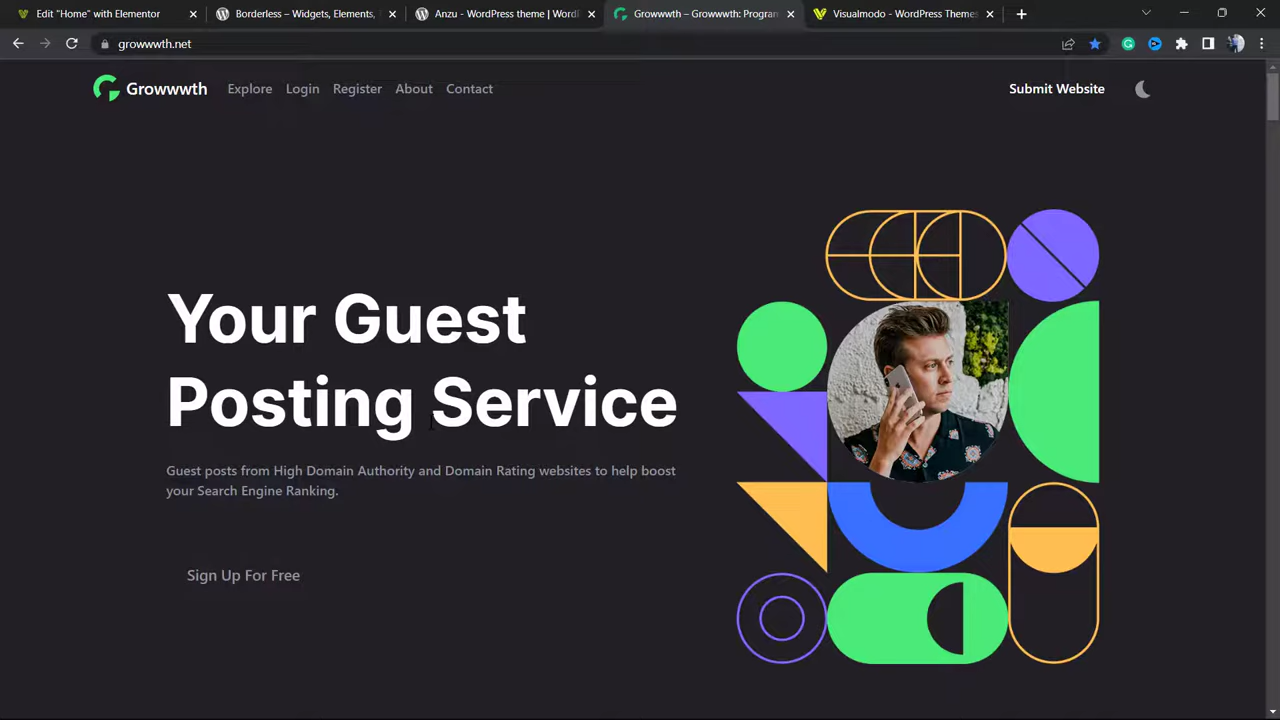 Edit "Home" with Elementor
Borderless – Widgets, Elements,
Anzu - WordPress theme | Word
Growwwth – Growwwth: Program
Visualmodo - WordPress Themes
growwwth.net
Growwwth
Explore
Login
Register
About
Contact
Submit Website
Your Guest
Posting Service
Guest posts from High Domain Authority and Domain Rating websites to help boost
your Search Engine Ranking.
Sign Up For Free